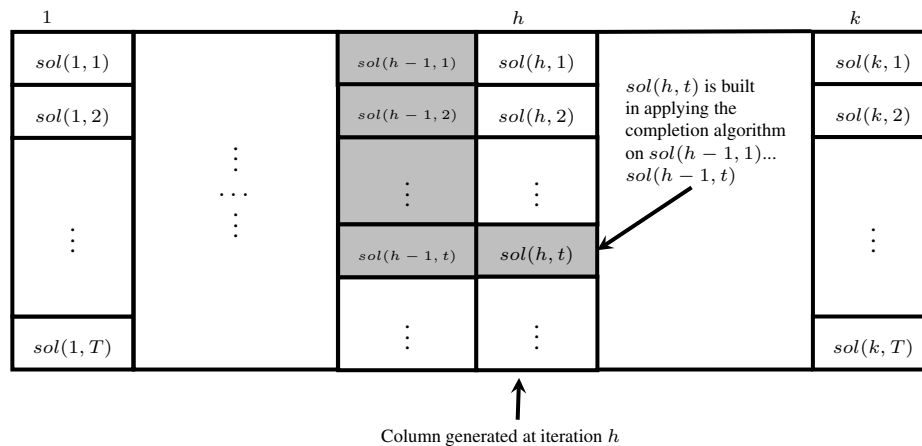 1 h k
sol(1, 1) sol(h − 1, 1) sol(h, 1) sol(k, 1)
sol(1, 2) sol(h − 1, 2) sol(h, 2) sol(k, 2)
sol(h, t) is built
in applying the
completion algorithm
on sol(h − 1, 1)...
sol(h − 1, t)
⋮
· · ·
⋮
⋮ ⋮ ⋮ ⋮
sol(h − 1, t) sol(h, t)
⋮ ⋮
sol(1, T) sol(k, T)
Column generated at iteration h